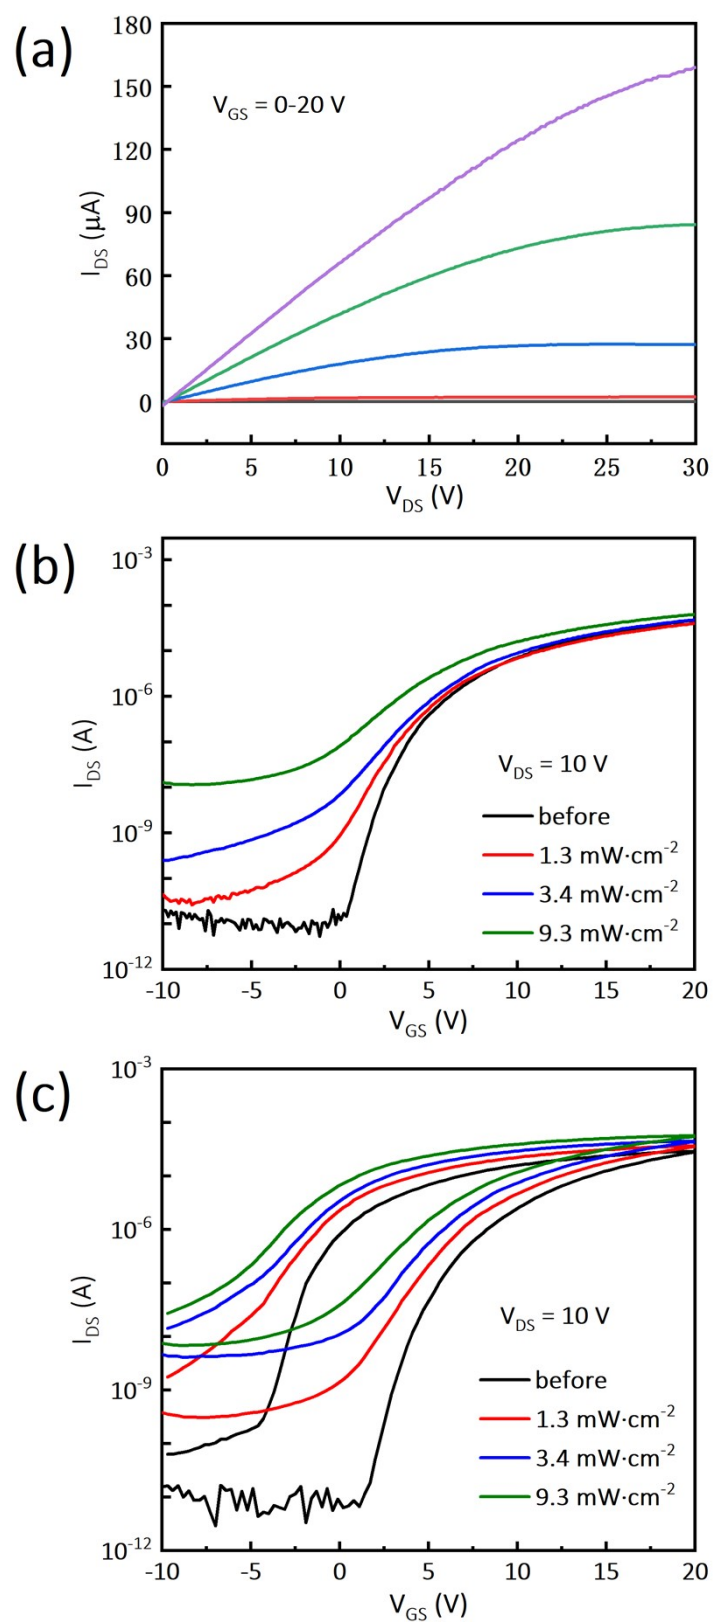 (a)
180
150
120
90
60
30
0
I_DS (μA)
V_GS = 0-20 V
0 5 10 15 20 25 30
V_DS (V)
(b)
10^-3
10^-6
10^-9
10^-12
I_DS (A)
V_DS = 10 V
before
1.3 mW·cm^-2
3.4 mW·cm^-2
9.3 mW·cm^-2
-10 -5 0 5 10 15 20
V_GS (V)
(c)
10^-3
10^-6
10^-9
10^-12
I_DS (A)
V_DS = 10 V
before
1.3 mW·cm^-2
3.4 mW·cm^-2
9.3 mW·cm^-2
-10 -5 0 5 10 15 20
V_GS (V)